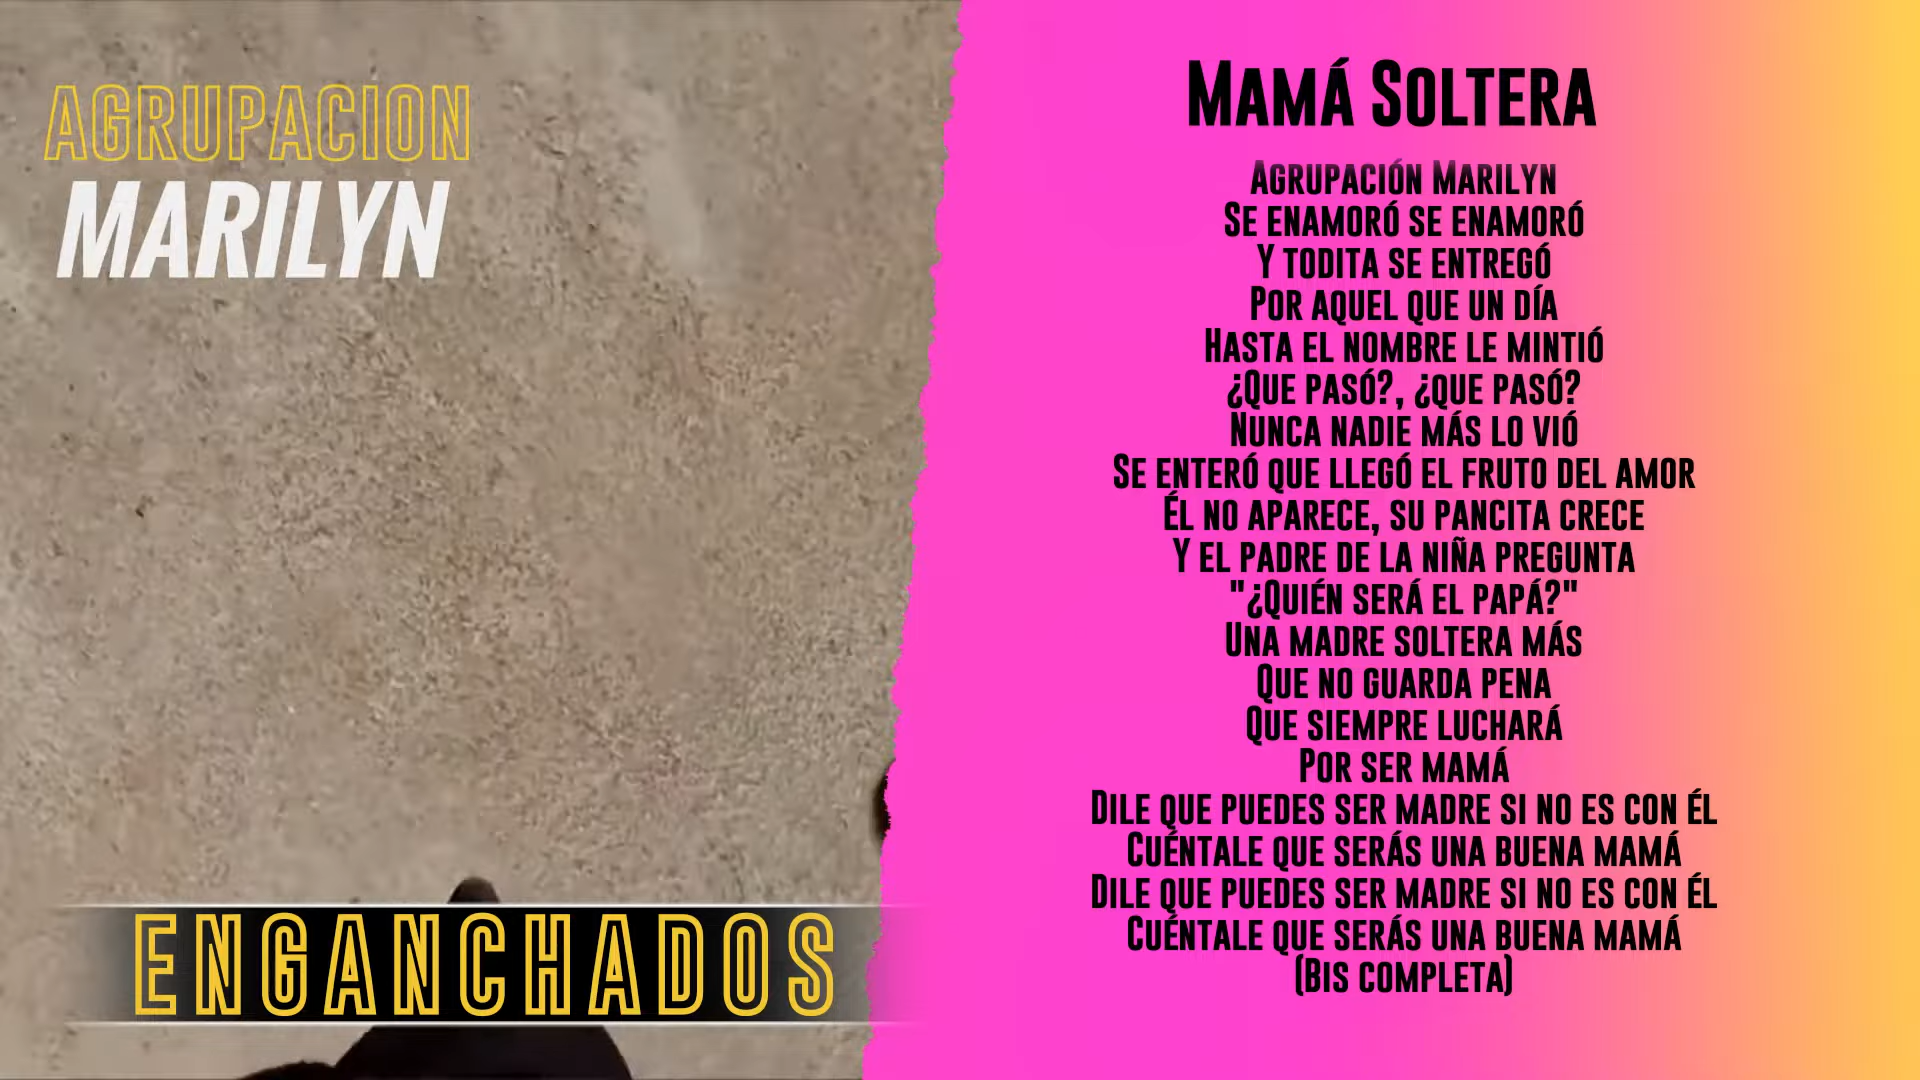 AGRUPACION
MARILYN
ENGANCHADOS
Mamá Soltera
Agrupación Marilyn
Se enamoró se enamoró
Y todita se entregó
Por aquel que un día
Hasta el nombre le mintió
¿Que pasó?, ¿que pasó?
Nunca nadie más lo vió
Se enteró que llegó el fruto del amor
Él no aparece, su pancita crece
Y el padre de la niña pregunta
"¿Quién será el papá?"
Una madre soltera más
Que no guarda pena
Que siempre luchará
Por ser mamá
Dile que puedes ser madre si no es con él
Cuéntale que serás una buena mamá
Dile que puedes ser madre si no es con él
Cuéntale que serás una buena mamá
(Bis completa)